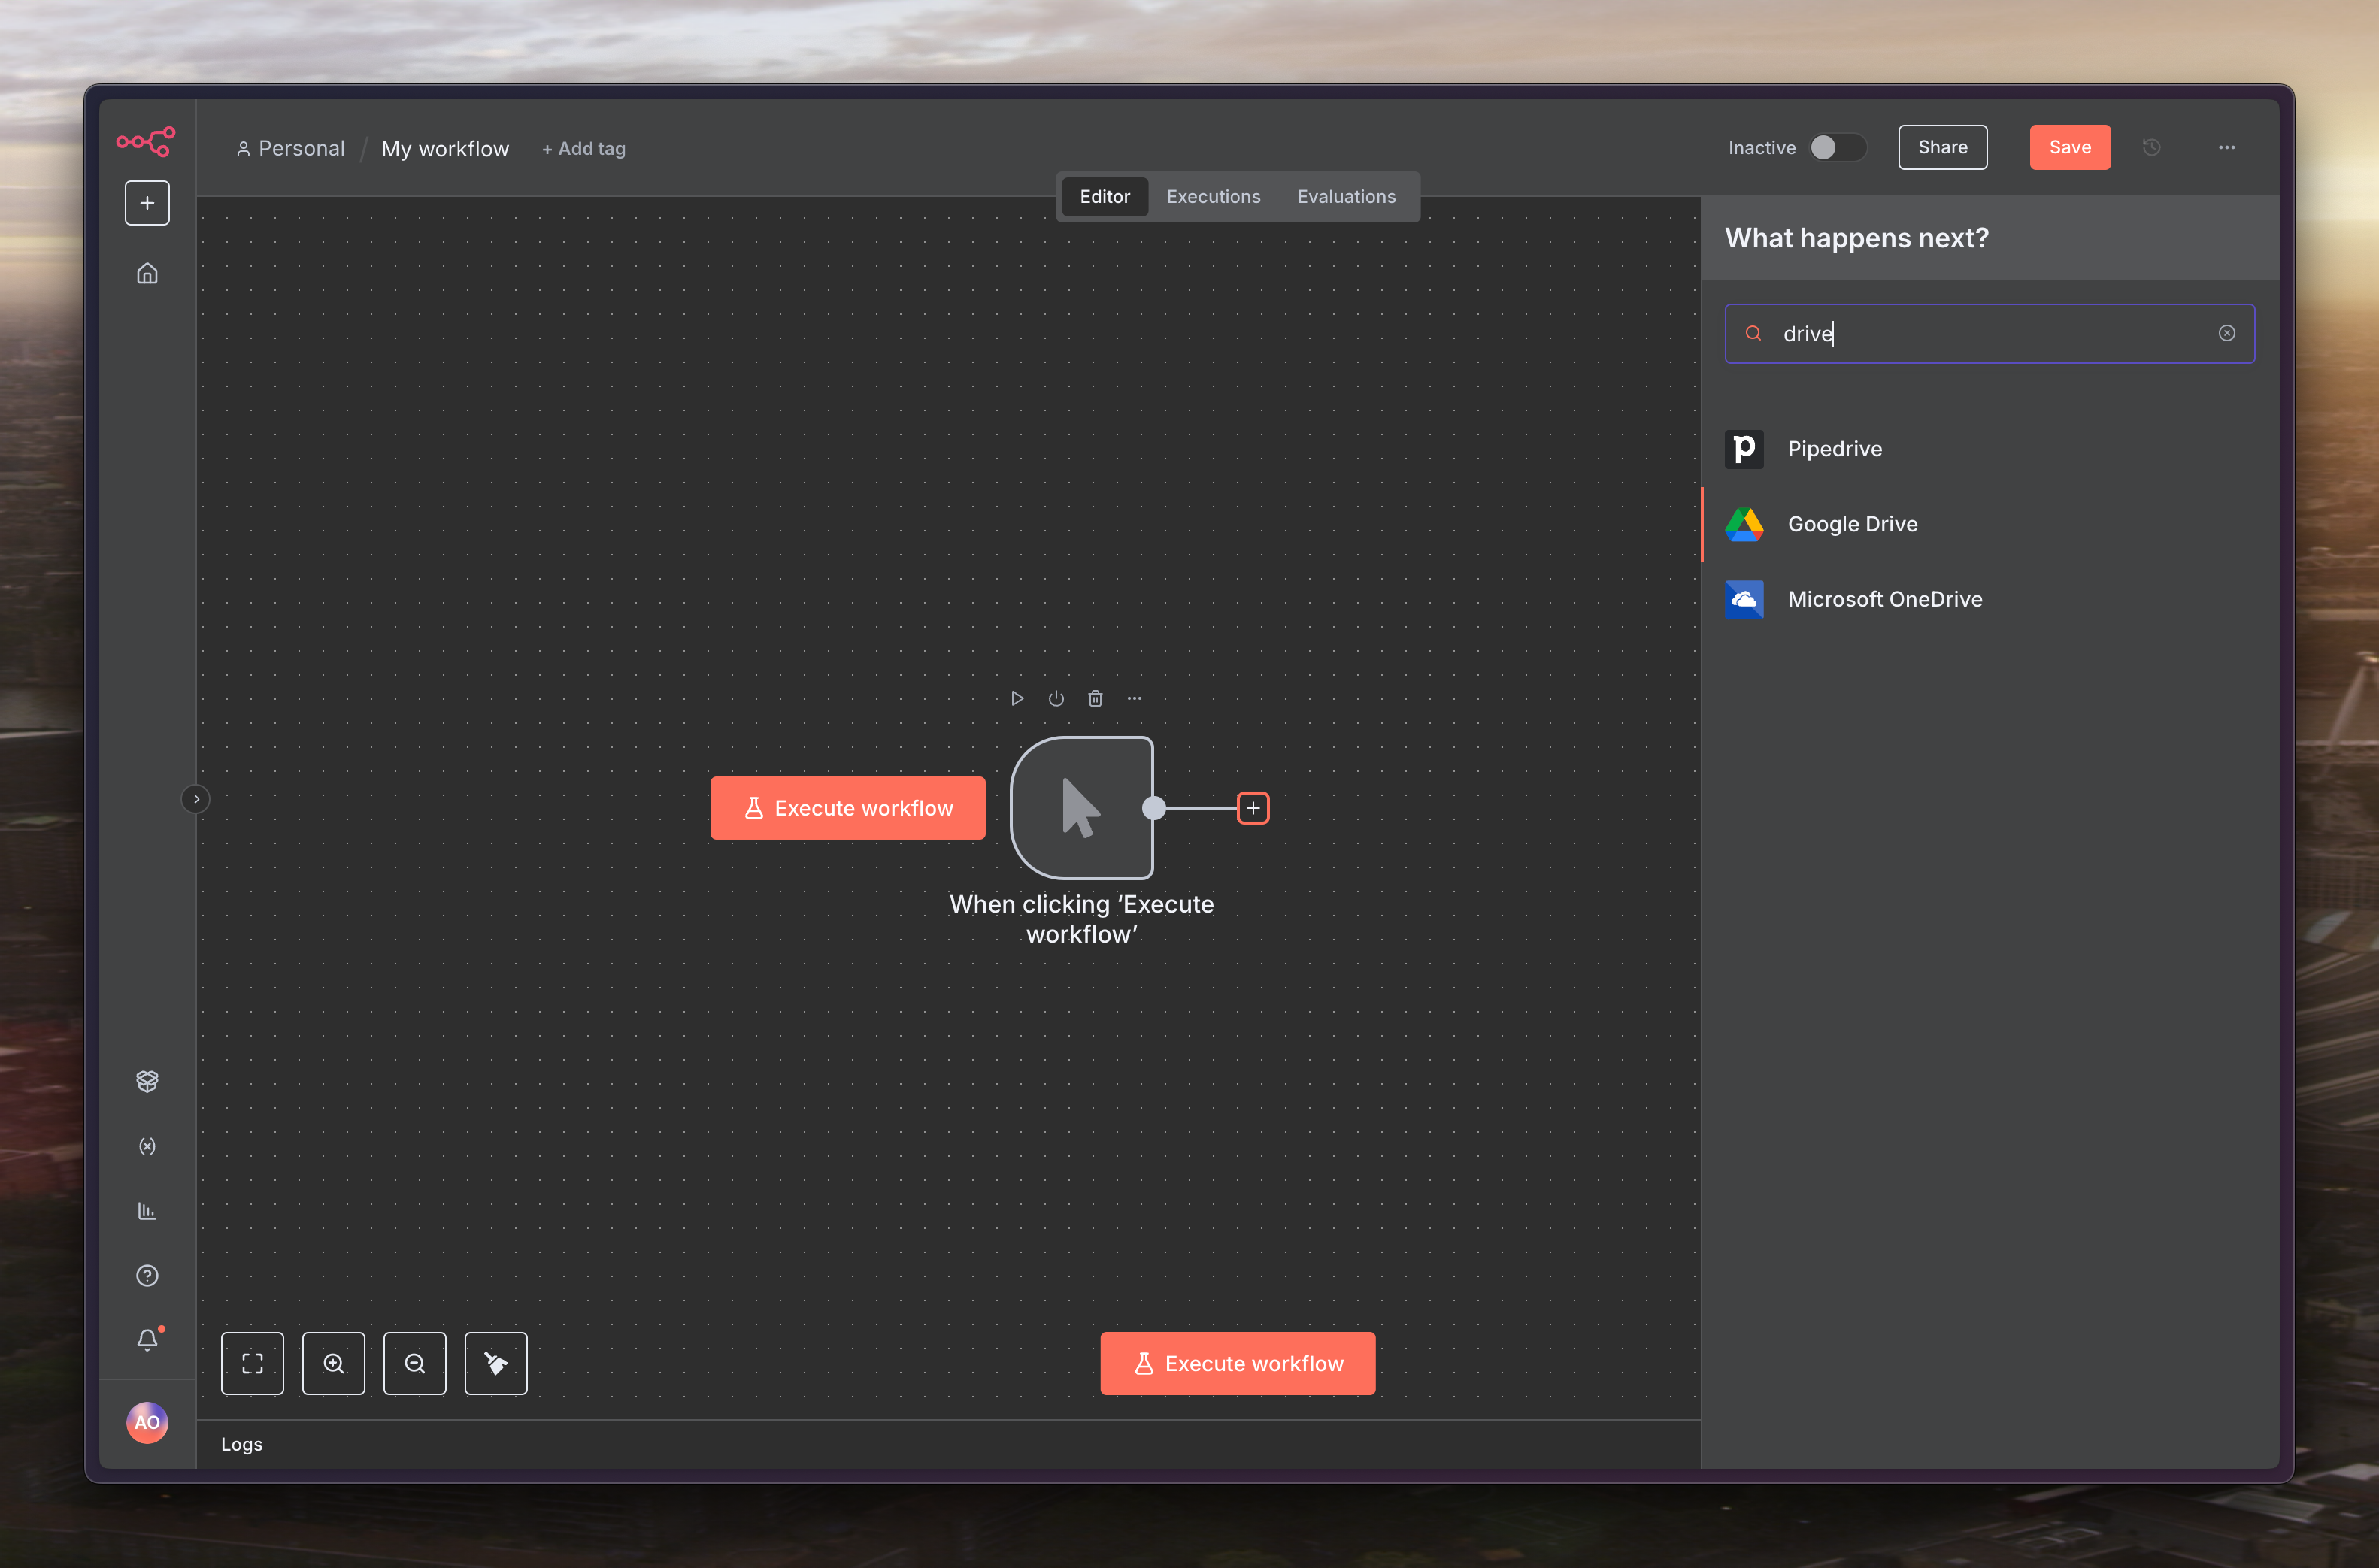 Personal / My workflow + Add tag
Inactive
Share
Save
Editor
Executions
Evaluations
What happens next?
drive
Pipedrive
Google Drive
Microsoft OneDrive
Execute workflow
When clicking ‘Execute
workflow’
Execute workflow
AO
Logs